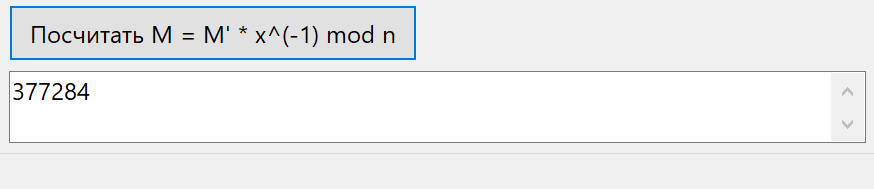 Посчитать M = M' * x^(-1) mod n
377284